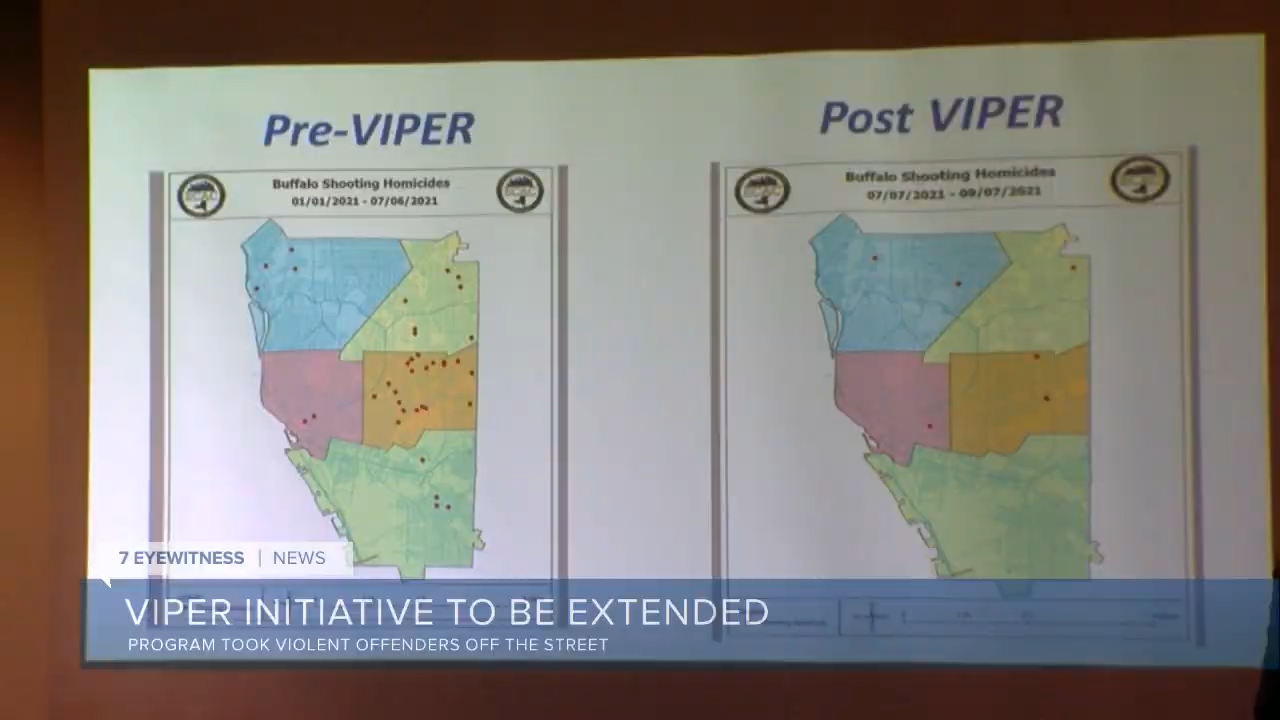 Pre-VIPER
Buffalo Shooting Homicides
01/01/2021 - 07/06/2021
Post VIPER
Buffalo Shooting Homicides
07/07/2021 - 09/07/2021
7 EYEWITNESS | NEWS
VIPER INITIATIVE TO BE EXTENDED
PROGRAM TOOK VIOLENT OFFENDERS OFF THE STREET